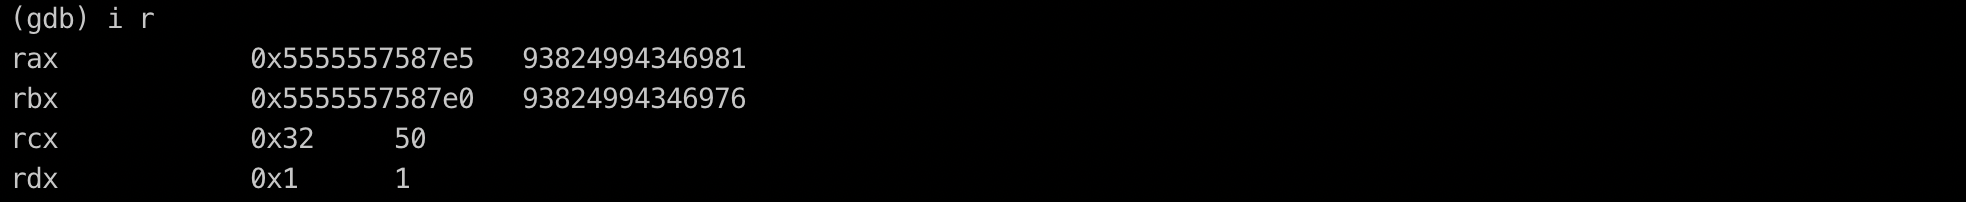 (gdb) i r
rax            0x5555557587e5   93824994346981
rbx            0x5555557587e0   93824994346976
rcx            0x32     50
rdx            0x1      1